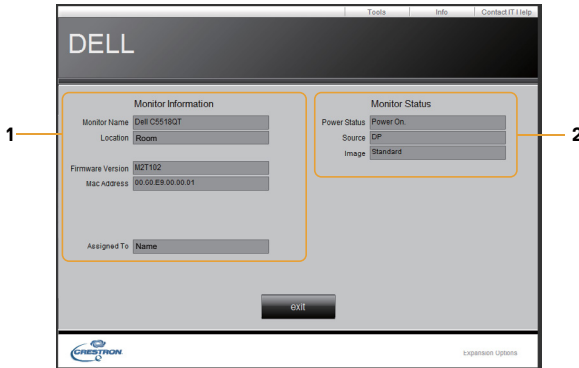 Tools Info Contact IT Help
DELL
Monitor Information
Monitor Name Dell C5518QT
Location Room
Firmware Version M2T102
Mac Address 00.00.E9.00.00.01
Assigned To Name
1
Monitor Status
Power Status Power On.
Source DP
Image Standard
2
exit
CRESTRON
Expansion Options